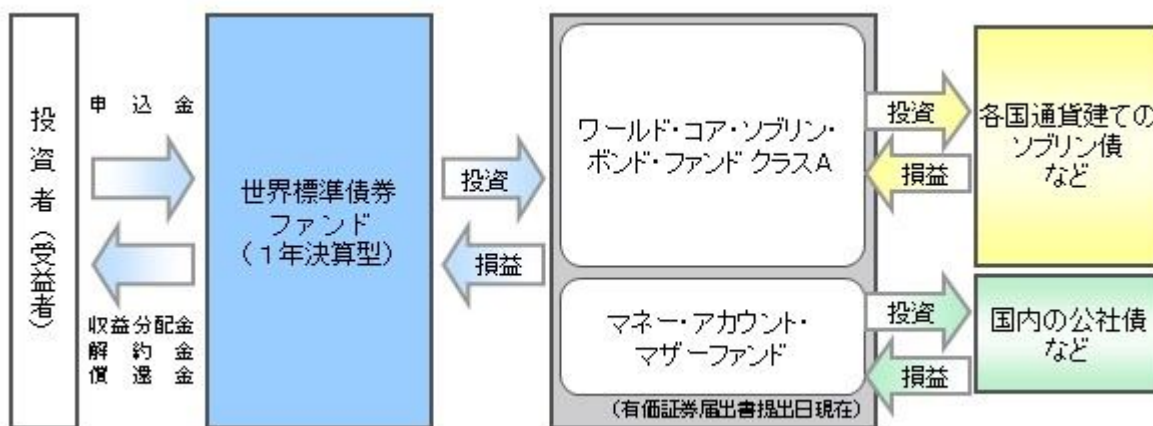 投資者（受益者）
申込金
収益分配金
解約金
償還金
世界標準債券
ファンド
（１年決算型）
投資
損益
ワールド・コア・ソブリン・
ボンド・ファンド クラスA
マネー・アカウント・
マザーファンド
（有価証券届出書提出日現在）
投資
損益
各国通貨建ての
ソブリン債
など
投資
損益
国内の公社債
など